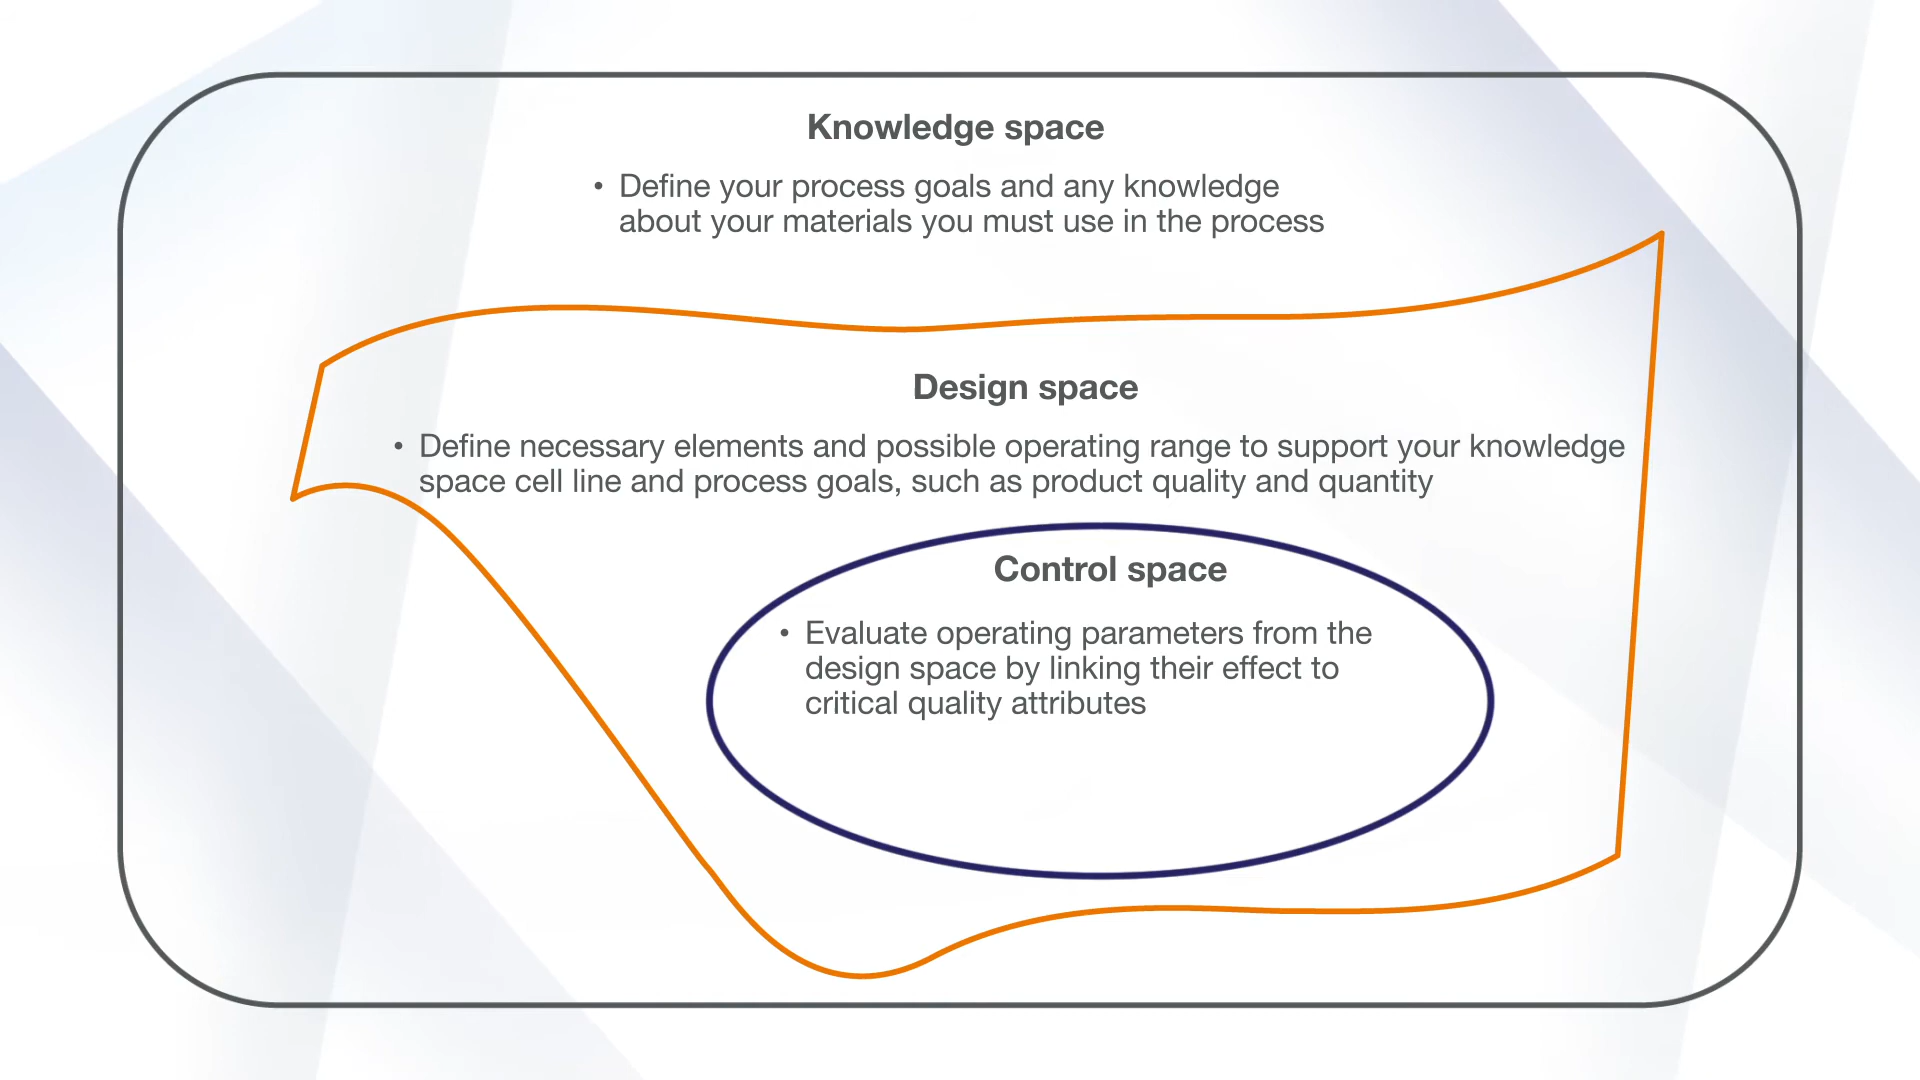 Knowledge space
• Define your process goals and any knowledge
about your materials you must use in the process
Design space
• Define necessary elements and possible operating range to support your knowledge
space cell line and process goals, such as product quality and quantity
Control space
• Evaluate operating parameters from the
design space by linking their effect to
critical quality attributes